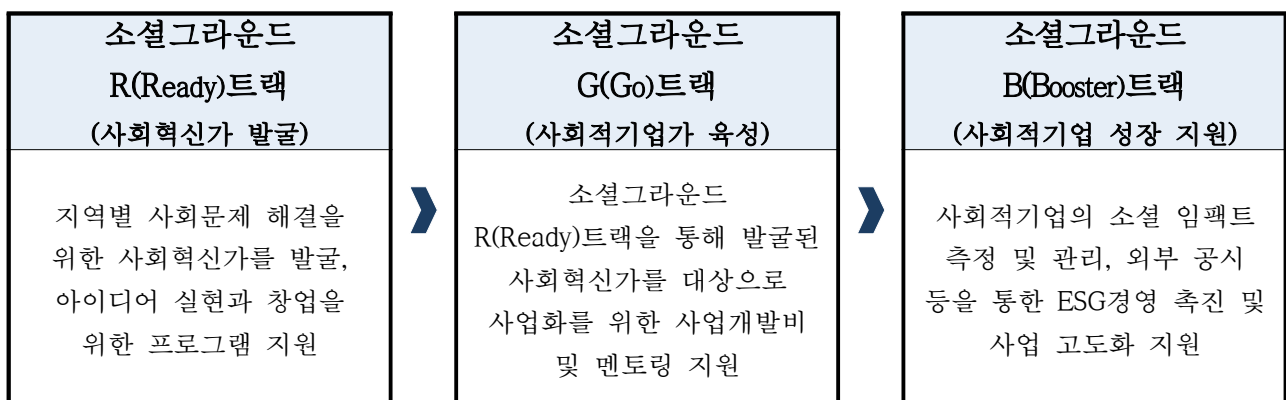 소셜그라운드
R(Ready)트랙
(사회혁신가 발굴)
지역별 사회문제 해결을
위한 사회혁신가를 발굴,
아이디어 실현과 창업을
위한 프로그램 지원
소셜그라운드
G(Go)트랙
(사회적기업가 육성)
소셜그라운드
R(Ready)트랙을 통해 발굴된
사회혁신가를 대상으로
사업화를 위한 사업개발비
및 멘토링 지원
소셜그라운드
B(Booster)트랙
(사회적기업 성장 지원)
사회적기업의 소셜 임팩트
측정 및 관리, 외부 공시
등을 통한 ESG경영 촉진 및
사업 고도화 지원